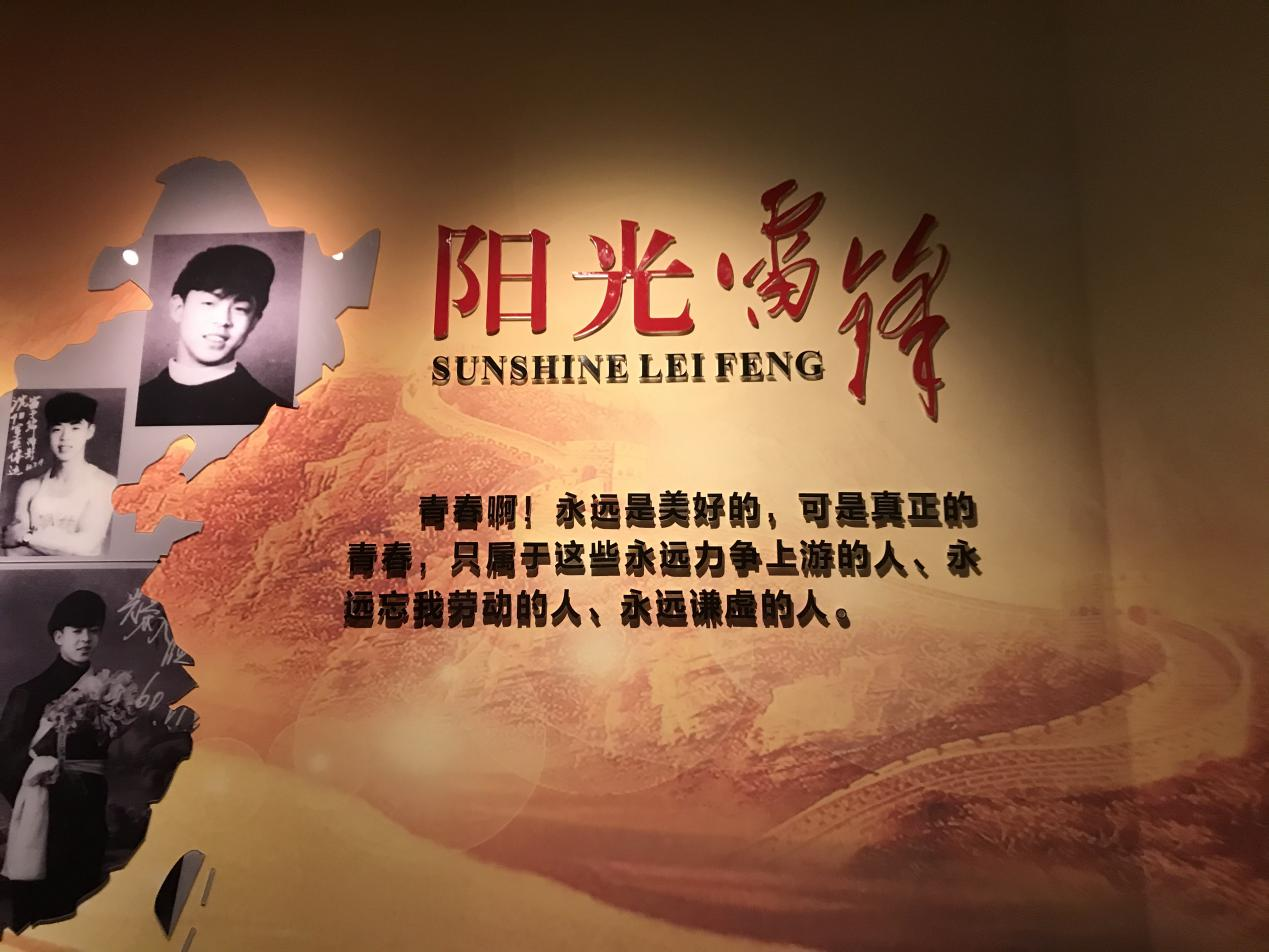 阳光雷锋
SUNSHINE LEI FENG
青春啊！永远是美好的，可是真正的
青春，只属于这些永远力争上游的人、永
远忘我劳动的人、永远谦虚的人。